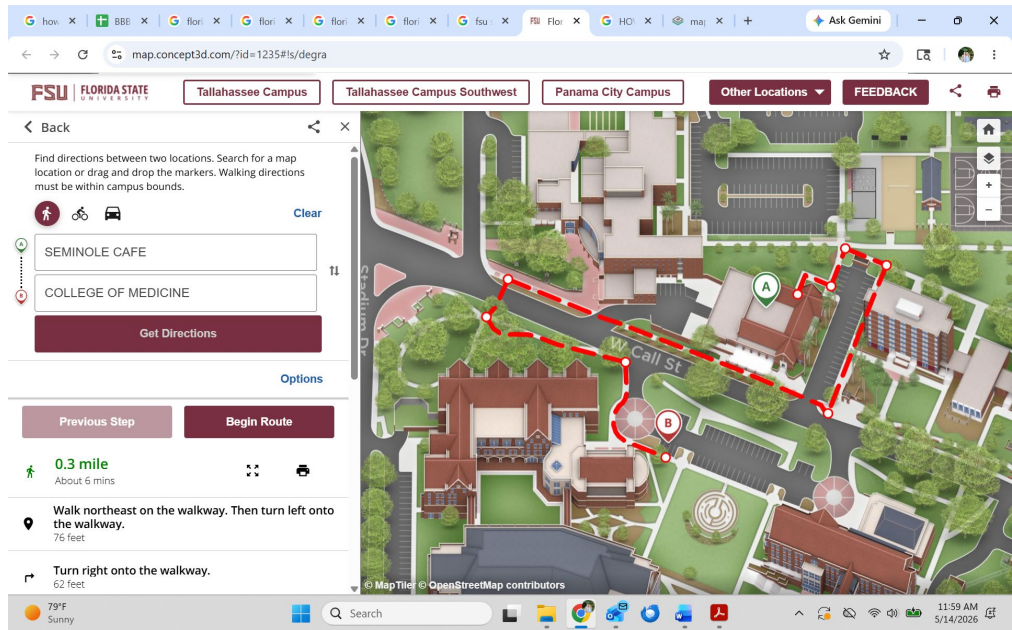 how
BBB
flori
flori
flori
flori
fsu s
Flor
HO
map
Ask Gemini
map.concept3d.com/?id=1235#!s/degra
FSU
FLORIDA STATE
UNIVERSITY
Tallahassee Campus
Tallahassee Campus Southwest
Panama City Campus
Other Locations
FEEDBACK
Back
Find directions between two locations. Search for a map
location or drag and drop the markers. Walking directions
must be within campus bounds.
Clear
A
SEMINOLE CAFE
B
COLLEGE OF MEDICINE
Get Directions
Options
Previous Step
Begin Route
0.3 mile
About 6 mins
Walk northeast on the walkway. Then turn left onto
the walkway.
76 feet
Turn right onto the walkway.
62 feet
Stadium Dr
W Call St
A
B
+
−
© MapTiler © OpenStreetMap contributors
79°F
Sunny
Search
11:59 AM
5/14/2026